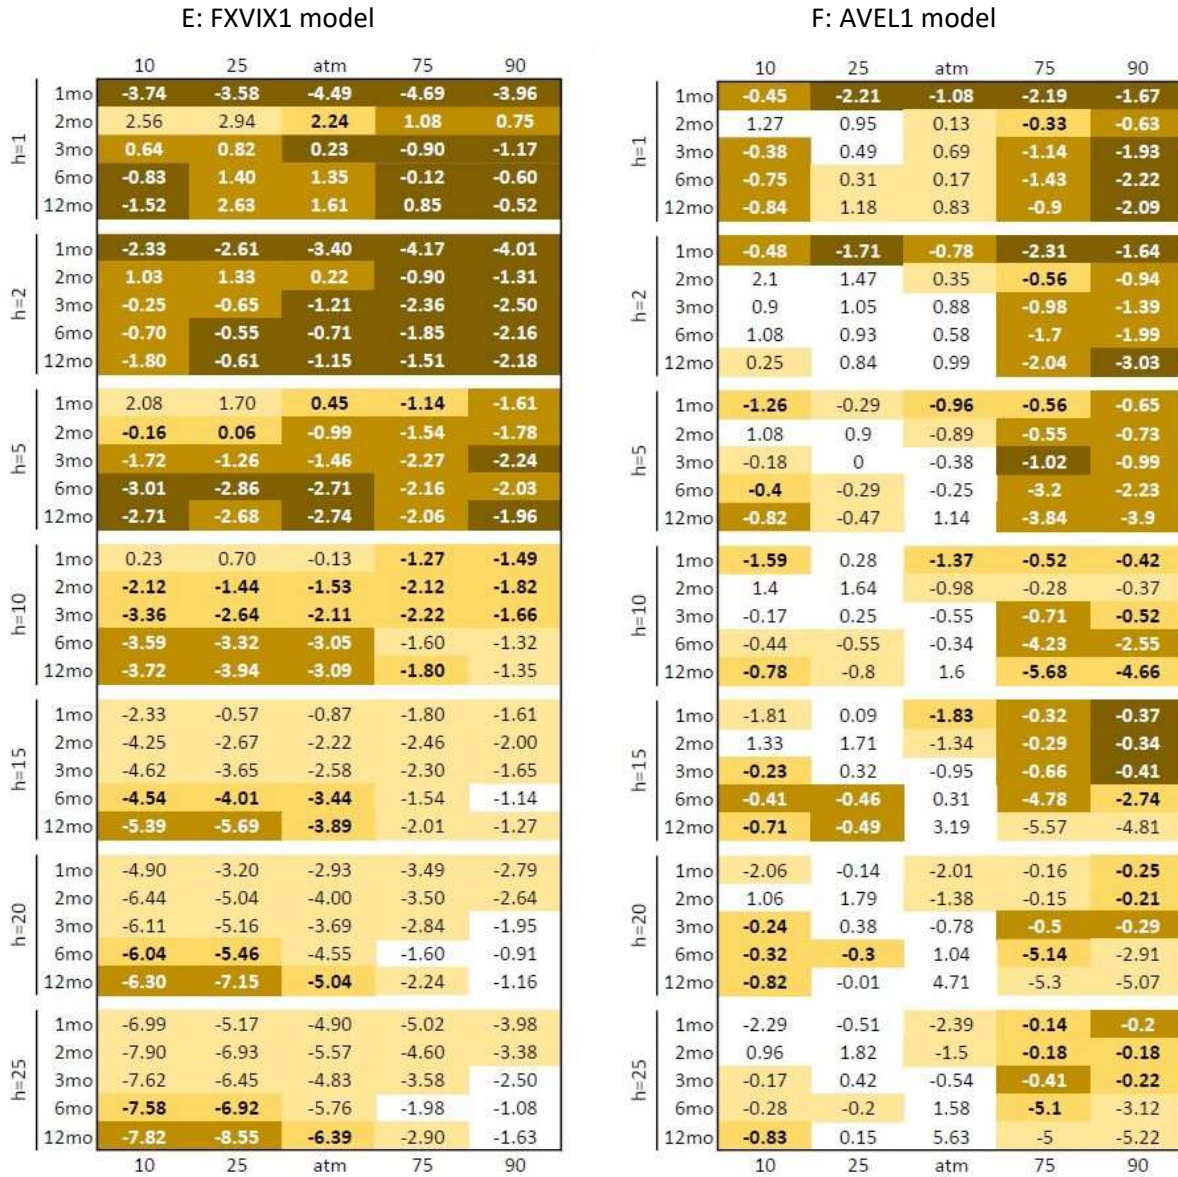 E: FXVIX1 model
10 25 atm 75 90
h=1
1mo -3.74 -3.58 -4.49 -4.69 -3.96
2mo 2.56 2.94 2.24 1.08 0.75
3mo 0.64 0.82 0.23 -0.90 -1.17
6mo -0.83 1.40 1.35 -0.12 -0.60
12mo -1.52 2.63 1.61 0.85 -0.52
h=2
1mo -2.33 -2.61 -3.40 -4.17 -4.01
2mo 1.03 1.33 0.22 -0.90 -1.31
3mo -0.25 -0.65 -1.21 -2.36 -2.50
6mo -0.70 -0.55 -0.71 -1.85 -2.16
12mo -1.80 -0.61 -1.15 -1.51 -2.18
h=5
1mo 2.08 1.70 0.45 -1.14 -1.61
2mo -0.16 0.06 -0.99 -1.54 -1.78
3mo -1.72 -1.26 -1.46 -2.27 -2.24
6mo -3.01 -2.86 -2.71 -2.16 -2.03
12mo -2.71 -2.68 -2.74 -2.06 -1.96
h=10
1mo 0.23 0.70 -0.13 -1.27 -1.49
2mo -2.12 -1.44 -1.53 -2.12 -1.82
3mo -3.36 -2.64 -2.11 -2.22 -1.66
6mo -3.59 -3.32 -3.05 -1.60 -1.32
12mo -3.72 -3.94 -3.09 -1.80 -1.35
h=15
1mo -2.33 -0.57 -0.87 -1.80 -1.61
2mo -4.25 -2.67 -2.22 -2.46 -2.00
3mo -4.62 -3.65 -2.58 -2.30 -1.65
6mo -4.54 -4.01 -3.44 -1.54 -1.14
12mo -5.39 -5.69 -3.89 -2.01 -1.27
h=20
1mo -4.90 -3.20 -2.93 -3.49 -2.79
2mo -6.44 -5.04 -4.00 -3.50 -2.64
3mo -6.11 -5.16 -3.69 -2.84 -1.95
6mo -6.04 -5.46 -4.55 -1.60 -0.91
12mo -6.30 -7.15 -5.04 -2.24 -1.16
h=25
1mo -6.99 -5.17 -4.90 -5.02 -3.98
2mo -7.90 -6.93 -5.57 -4.60 -3.38
3mo -7.62 -6.45 -4.83 -3.58 -2.50
6mo -7.58 -6.92 -5.76 -1.98 -1.08
12mo -7.82 -8.55 -6.39 -2.90 -1.63
10 25 atm 75 90
F: AVEL1 model
10 25 atm 75 90
h=1
1mo -0.45 -2.21 -1.08 -2.19 -1.67
2mo 1.27 0.95 0.13 -0.33 -0.63
3mo -0.38 0.49 0.69 -1.14 -1.93
6mo -0.75 0.31 0.17 -1.43 -2.22
12mo -0.84 1.18 0.83 -0.9 -2.09
h=2
1mo -0.48 -1.71 -0.78 -2.31 -1.64
2mo 2.1 1.47 0.35 -0.56 -0.94
3mo 0.9 1.05 0.88 -0.98 -1.39
6mo 1.08 0.93 0.58 -1.7 -1.99
12mo 0.25 0.84 0.99 -2.04 -3.03
h=5
1mo -1.26 -0.29 -0.96 -0.56 -0.65
2mo 1.08 0.9 -0.89 -0.55 -0.73
3mo -0.18 0 -0.38 -1.02 -0.99
6mo -0.4 -0.29 -0.25 -3.2 -2.23
12mo -0.82 -0.47 1.14 -3.84 -3.9
h=10
1mo -1.59 0.28 -1.37 -0.52 -0.42
2mo 1.4 1.64 -0.98 -0.28 -0.37
3mo -0.17 0.25 -0.55 -0.71 -0.52
6mo -0.44 -0.55 -0.34 -4.23 -2.55
12mo -0.78 -0.8 1.6 -5.68 -4.66
h=15
1mo -1.81 0.09 -1.83 -0.32 -0.37
2mo 1.33 1.71 -1.34 -0.29 -0.34
3mo -0.23 0.32 -0.95 -0.66 -0.41
6mo -0.41 -0.46 0.31 -4.78 -2.74
12mo -0.71 -0.49 3.19 -5.57 -4.81
h=20
1mo -2.06 -0.14 -2.01 -0.16 -0.25
2mo 1.06 1.79 -1.38 -0.15 -0.21
3mo -0.24 0.38 -0.78 -0.5 -0.29
6mo -0.32 -0.3 1.04 -5.14 -2.91
12mo -0.82 -0.01 4.71 -5.3 -5.07
h=25
1mo -2.29 -0.51 -2.39 -0.14 -0.2
2mo 0.96 1.82 -1.5 -0.18 -0.18
3mo -0.17 0.42 -0.54 -0.41 -0.22
6mo -0.28 -0.2 1.58 -5.1 -3.12
12mo -0.83 0.15 5.63 -5 -5.22
10 25 atm 75 90